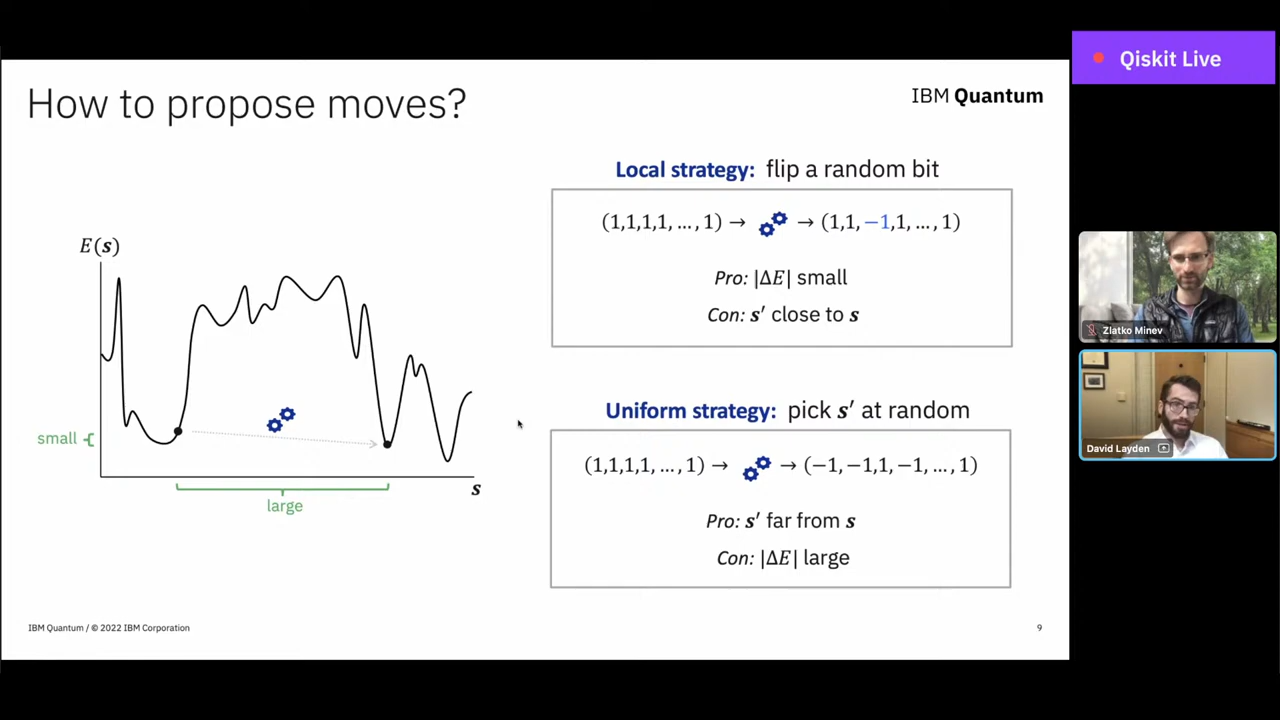 Qiskit Live
How to propose moves?
IBM Quantum
Local strategy: flip a random bit
(1,1,1,1, …, 1) → → (1,1, −1,1, …, 1)
Pro: |ΔE| small
Con: s′ close to s
E(s)
small
large
s
Uniform strategy: pick s′ at random
(1,1,1,1, …, 1) → → (−1, −1,1, −1, …, 1)
Pro: s′ far from s
Con: |ΔE| large
IBM Quantum / © 2022 IBM Corporation
9
Zlatko Minev
David Layden